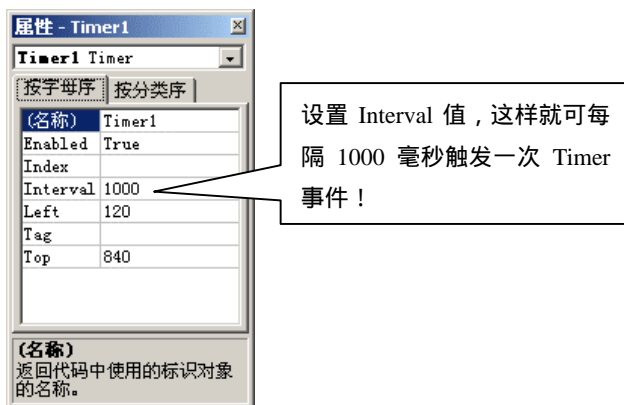 属性 - Timer1
Timer1 Timer
按字母序 按分类序
(名称) Timer1
Enabled True
Index
Interval 1000
Left 120
Tag
Top 840
(名称)
返回代码中使用的标识对象
的名称。
设置 Interval 值，这样就可每
隔 1000 毫秒触发一次 Timer
事件！